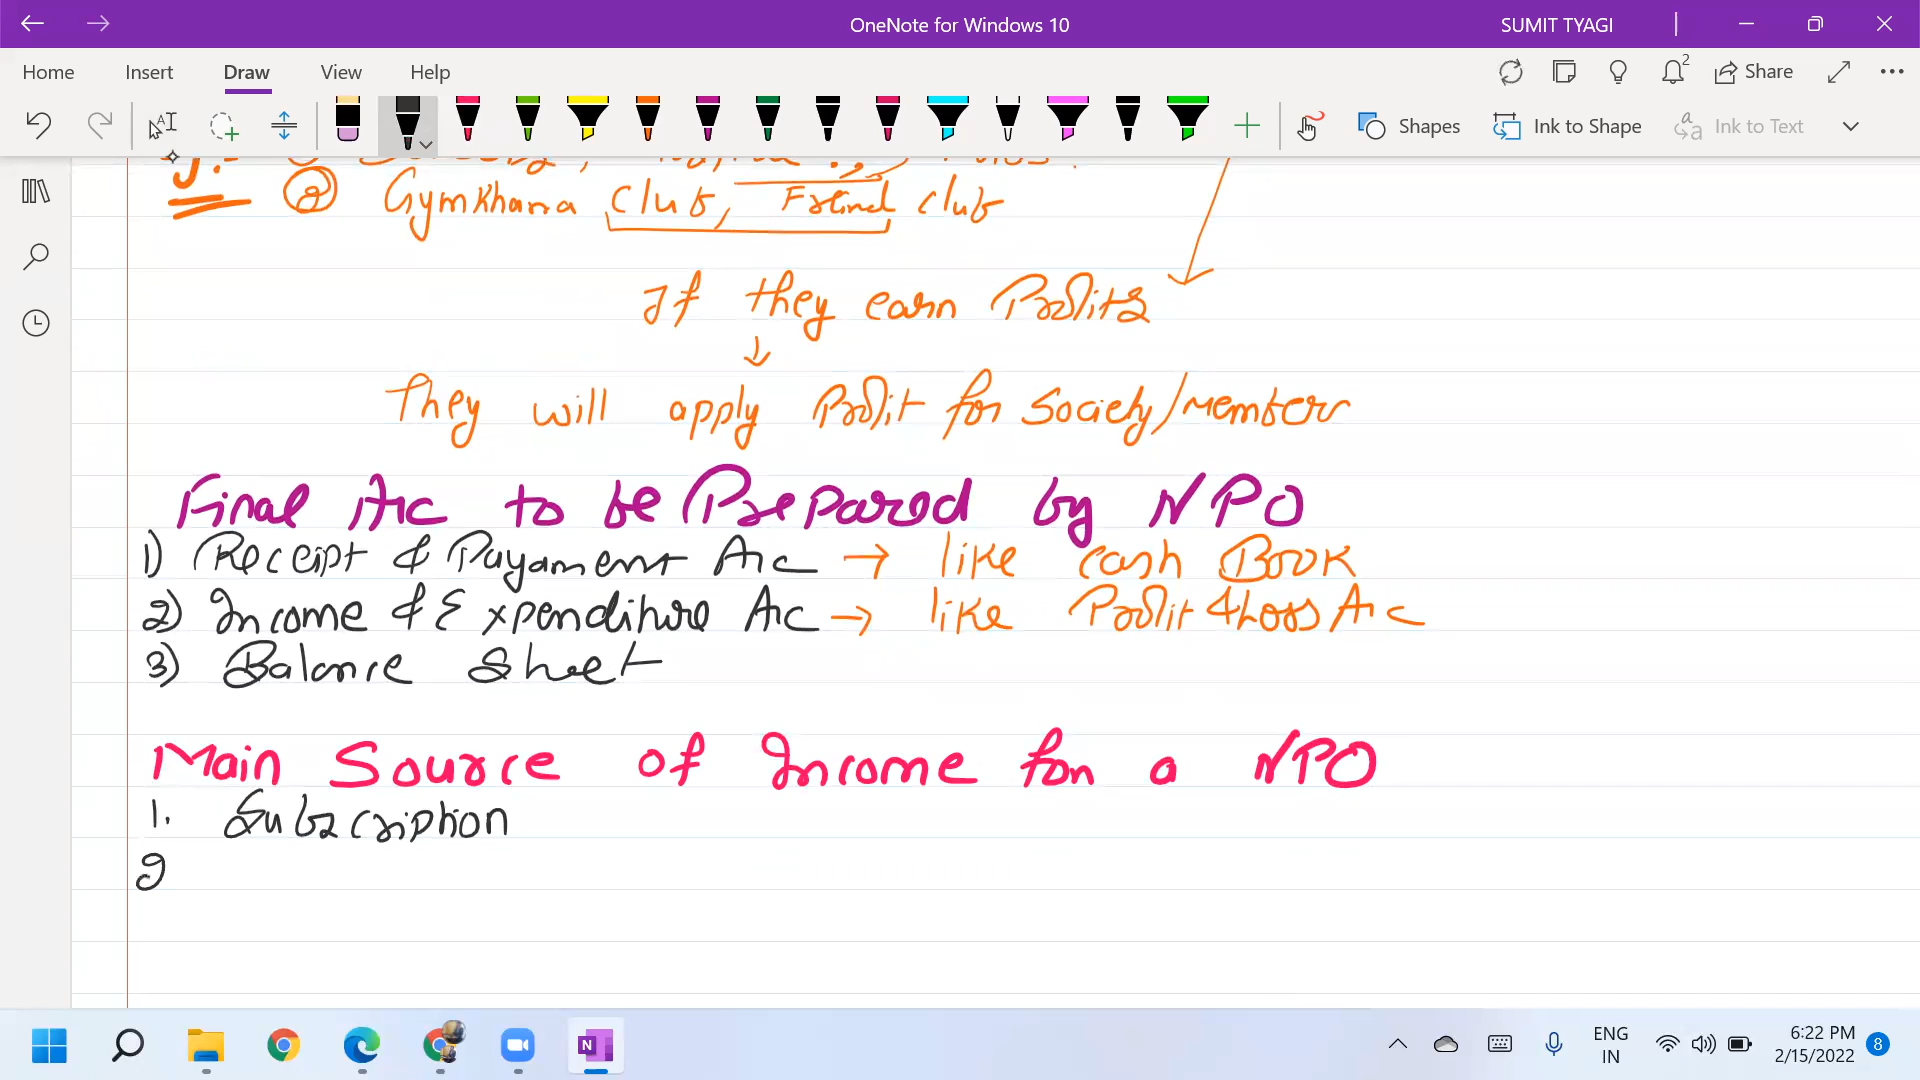 OneNote for Windows 10
SUMIT TYAGI
Home Insert Draw View Help
2
Share
Shapes
Ink to Shape
Ink to Text
② Gymkhana Club, Friend club
If they earn Profits
They will apply Profit for Society/member
Final A/c to be Prepared by NPO
1) Receipt & Payament A/c → like cash Book
2) Income & Expenditure A/c → like Profit & Loss A/c
3) Balance Sheet
Main Source of Income for a NPO
1. Subscription
2
ENG
IN
6:22 PM
2/15/2022
8